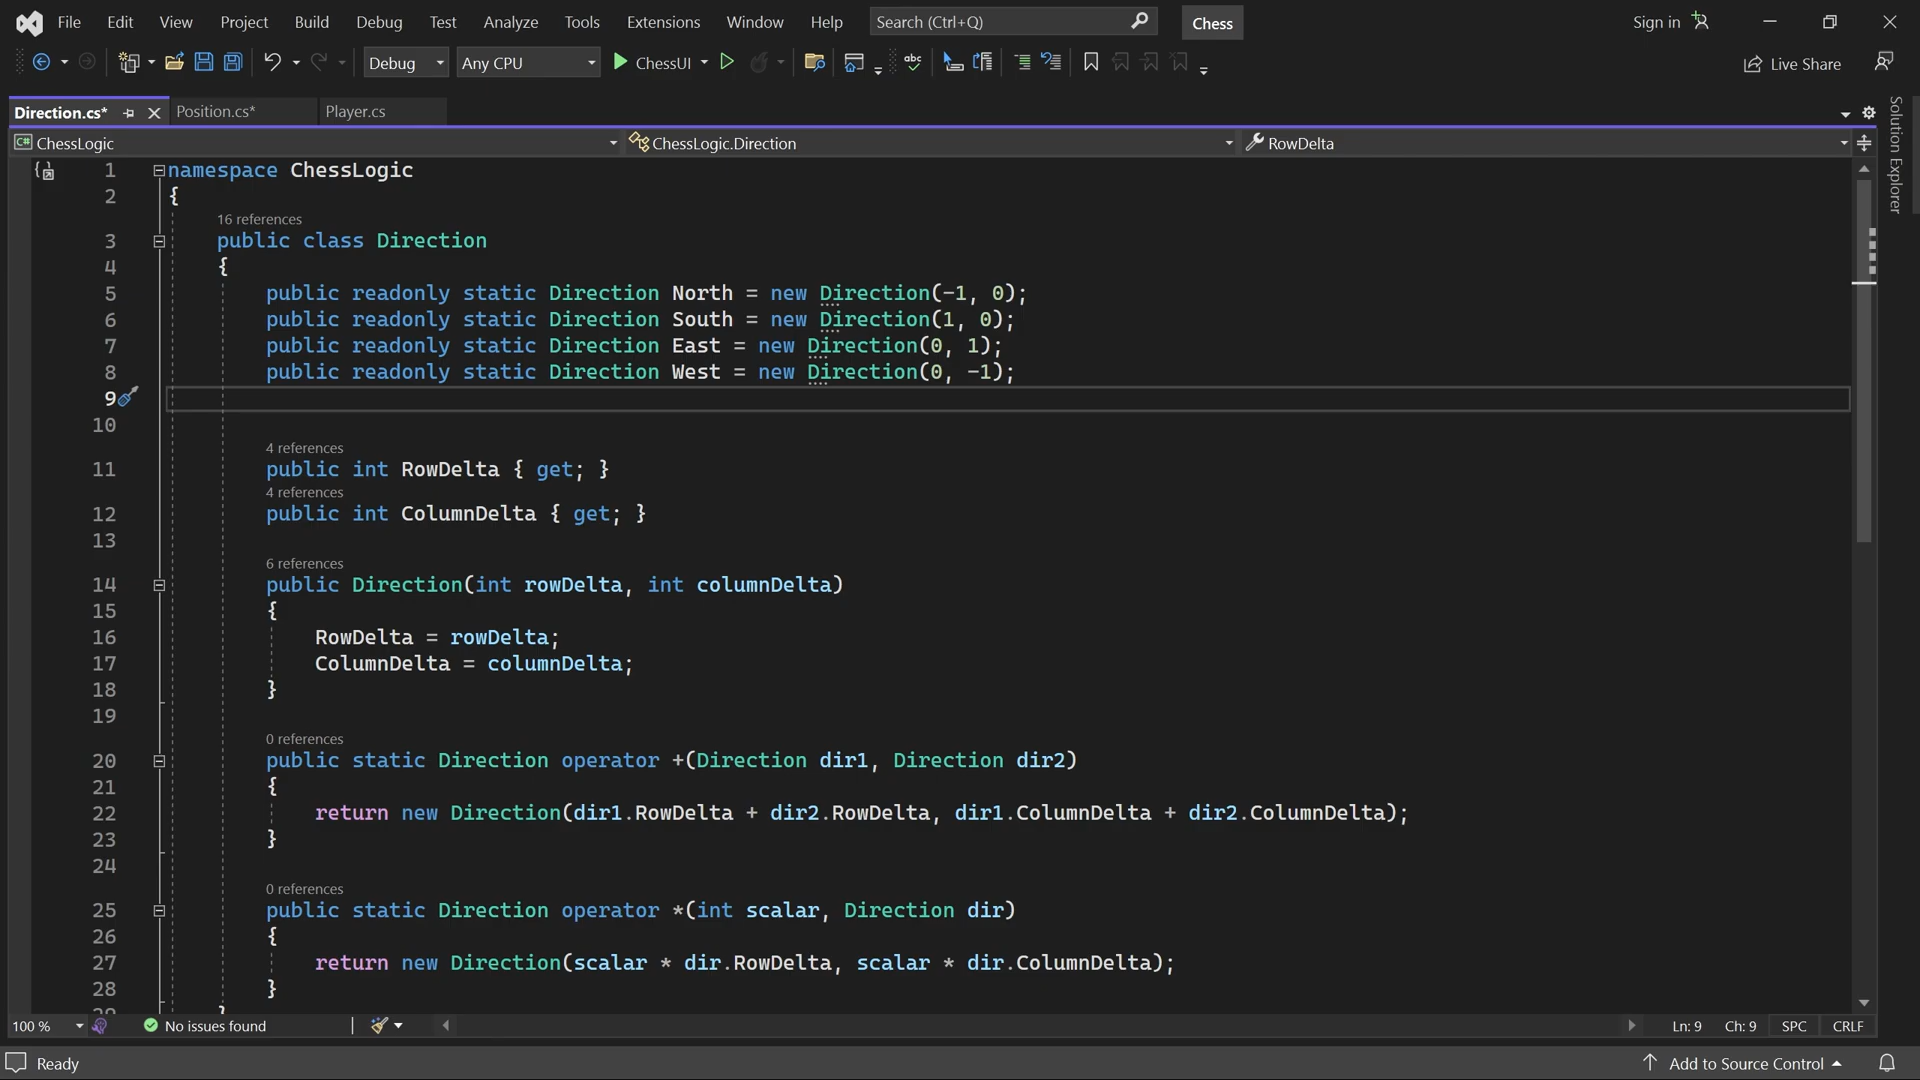 File Edit View Project Build Debug Test Analyze Tools Extensions Window Help Search (Ctrl+Q) Chess Sign in
Debug Any CPU ChessUI abc Live Share
Direction.cs* Position.cs* Player.cs
Solution Explorer
C# ChessLogic ChessLogic.Direction RowDelta
1 namespace ChessLogic
2 {
16 references
3 public class Direction
4 {
5 public readonly static Direction North = new Direction(-1, 0);
6 public readonly static Direction South = new Direction(1, 0);
7 public readonly static Direction East = new Direction(0, 1);
8 public readonly static Direction West = new Direction(0, -1);
9
10
4 references
11 public int RowDelta { get; }
4 references
12 public int ColumnDelta { get; }
13
6 references
14 public Direction(int rowDelta, int columnDelta)
15 {
16 RowDelta = rowDelta;
17 ColumnDelta = columnDelta;
18 }
19
0 references
20 public static Direction operator +(Direction dir1, Direction dir2)
21 {
22 return new Direction(dir1.RowDelta + dir2.RowDelta, dir1.ColumnDelta + dir2.ColumnDelta);
23 }
24
0 references
25 public static Direction operator *(int scalar, Direction dir)
26 {
27 return new Direction(scalar * dir.RowDelta, scalar * dir.ColumnDelta);
28 }
29 }
100 % No issues found Ln: 9 Ch: 9 SPC CRLF
Ready Add to Source Control